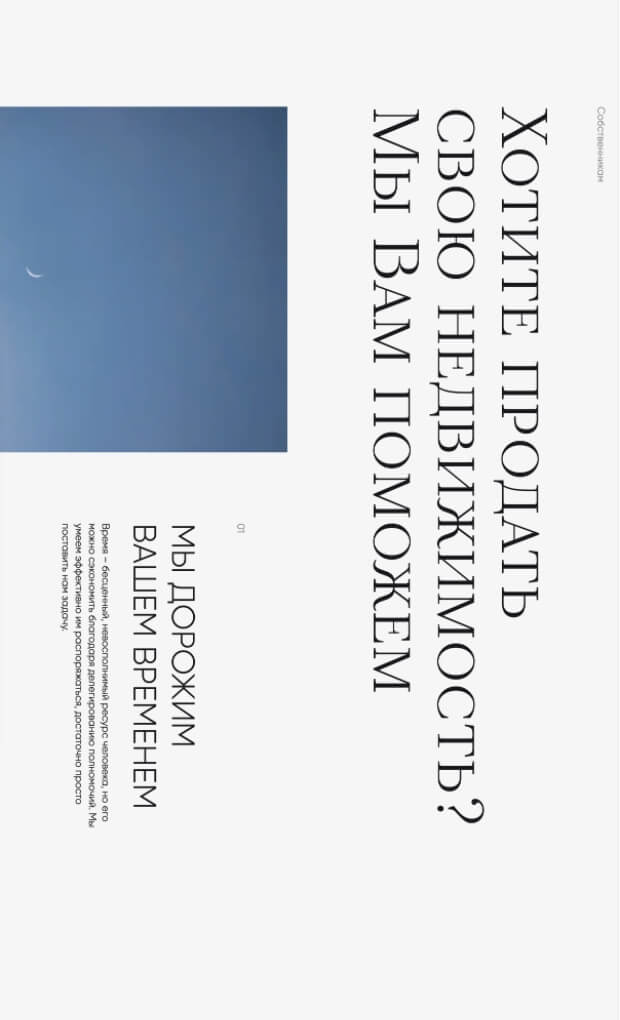 Собственникам
Хотите продать
свою недвижимость?
Мы Вам поможем
01
МЫ ДОРОЖИМ
ВАШЕМ ВРЕМЕНЕМ
Время – бесценный, невосполнимый ресурс человека, но его
можно сэкономить благодаря делегированию полномочий. Мы
умеем эффективно им распоряжаться, достаточно просто
поставить нам задачу.